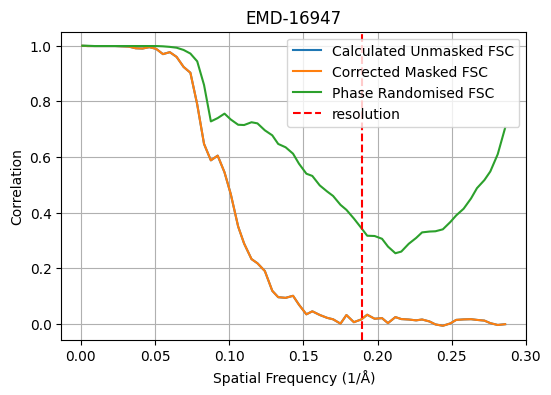 EMD-16947
Calculated Unmasked FSC
Corrected Masked FSC
Phase Randomised FSC
resolution
Correlation
1.0
0.8
0.6
0.4
0.2
0.0
0.00 0.05 0.10 0.15 0.20 0.25 0.30
Spatial Frequency (1/Å)